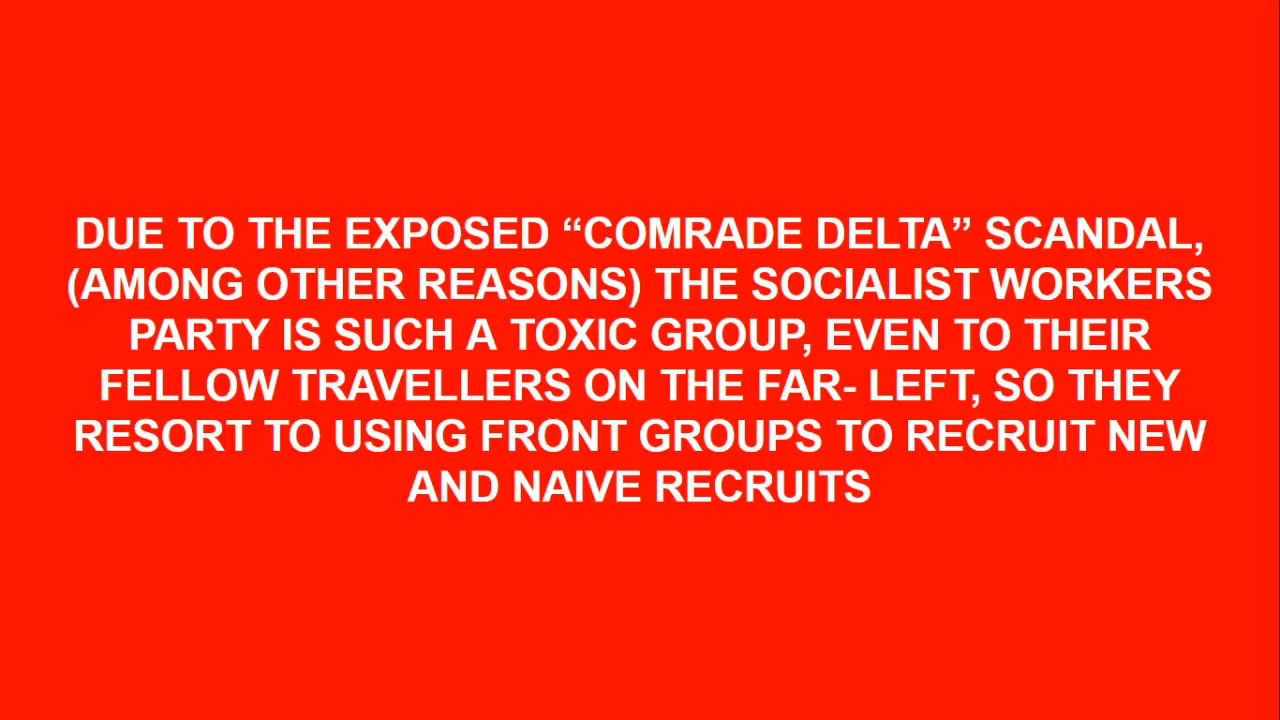 DUE TO THE EXPOSED “COMRADE DELTA” SCANDAL,
(AMONG OTHER REASONS) THE SOCIALIST WORKERS
PARTY IS SUCH A TOXIC GROUP, EVEN TO THEIR
FELLOW TRAVELLERS ON THE FAR- LEFT, SO THEY
RESORT TO USING FRONT GROUPS TO RECRUIT NEW
AND NAIVE RECRUITS